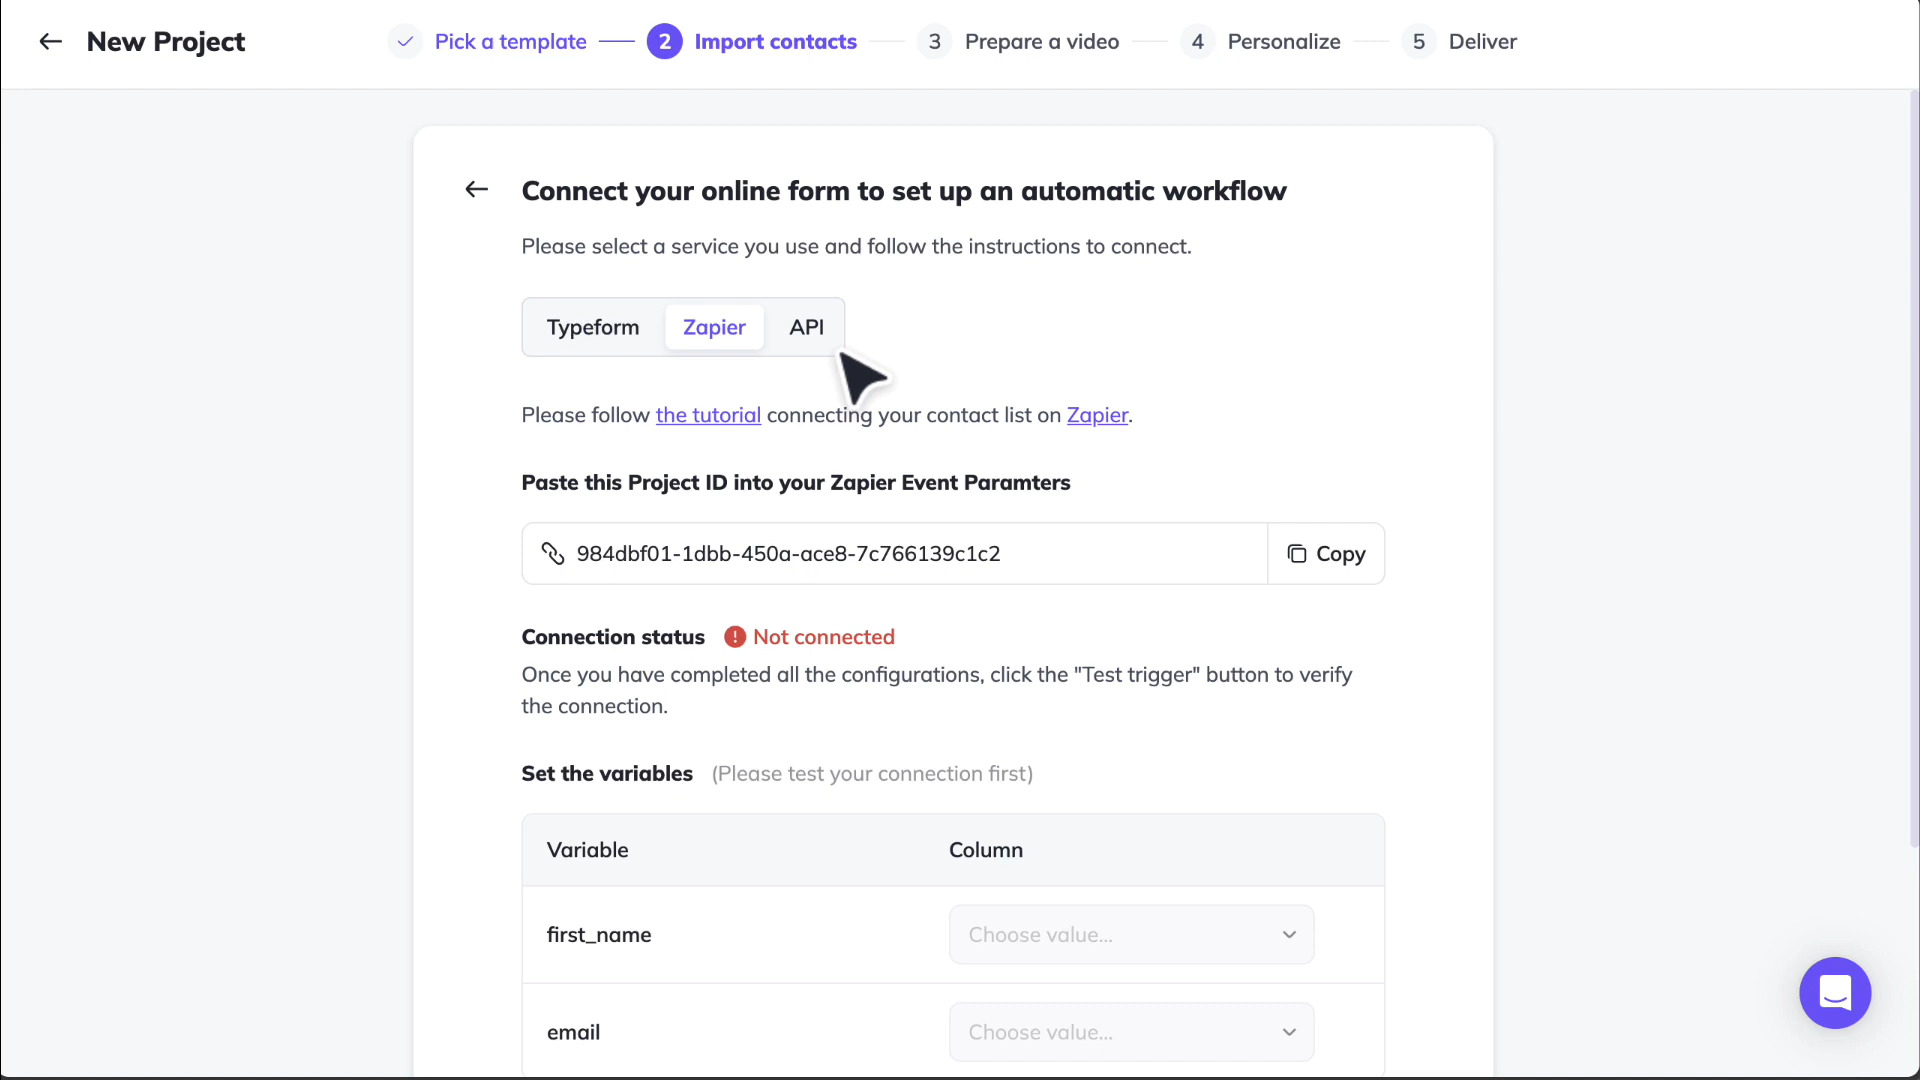 New Project
Pick a template
2 Import contacts
3 Prepare a video
4 Personalize
5 Deliver
Connect your online form to set up an automatic workflow
Please select a service you use and follow the instructions to connect.
Typeform Zapier API
Please follow the tutorial connecting your contact list on Zapier.
Paste this Project ID into your Zapier Event Paramters
984dbf01-1dbb-450a-ace8-7c766139c1c2 Copy
Connection status ! Not connected
Once you have completed all the configurations, click the "Test trigger" button to verify
the connection.
Set the variables (Please test your connection first)
Variable Column
first_name Choose value...
email Choose value...